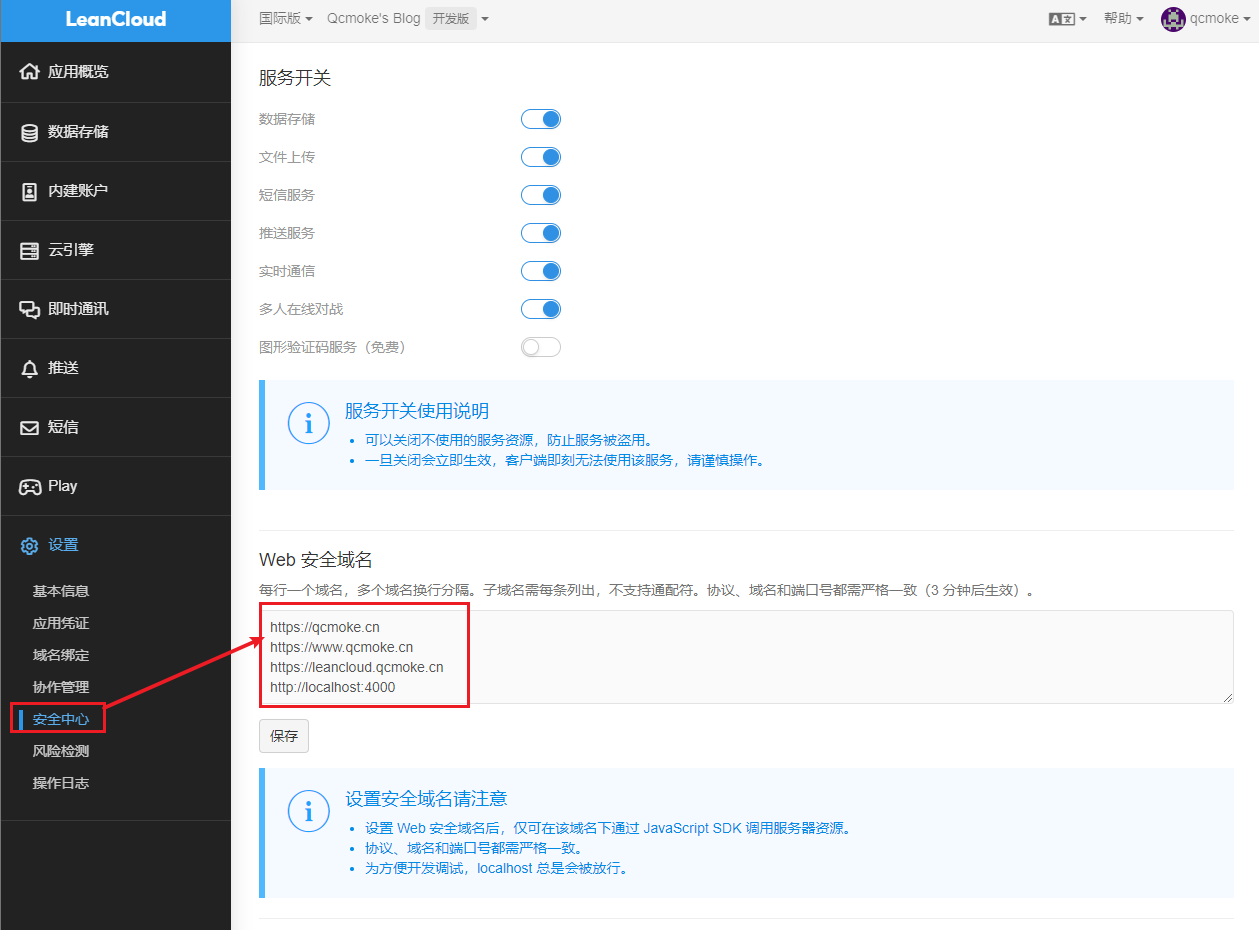 LeanCloud
国际版
Qcmoke's Blog 开发版
帮助
qcmoke
应用概览
数据存储
内建账户
云引擎
即时通讯
推送
短信
Play
设置
基本信息
应用凭证
域名绑定
协作管理
安全中心
风险检测
操作日志
服务开关
数据存储
文件上传
短信服务
推送服务
实时通信
多人在线对战
图形验证码服务（免费）
服务开关使用说明
可以关闭不使用的服务资源，防止服务被盗用。
一旦关闭会立即生效，客户端即刻无法使用该服务，请谨慎操作。
Web 安全域名
每行一个域名，多个域名换行分隔。子域名需每条列出，不支持通配符。协议、域名和端口号都需严格一致（3 分钟后生效）。
https://qcmoke.cn
https://www.qcmoke.cn
https://leancloud.qcmoke.cn
http://localhost:4000
保存
设置安全域名请注意
设置 Web 安全域名后，仅可在该域名下通过 JavaScript SDK 调用服务器资源。
协议、域名和端口号都需严格一致。
为方便开发调试，localhost 总是会被放行。